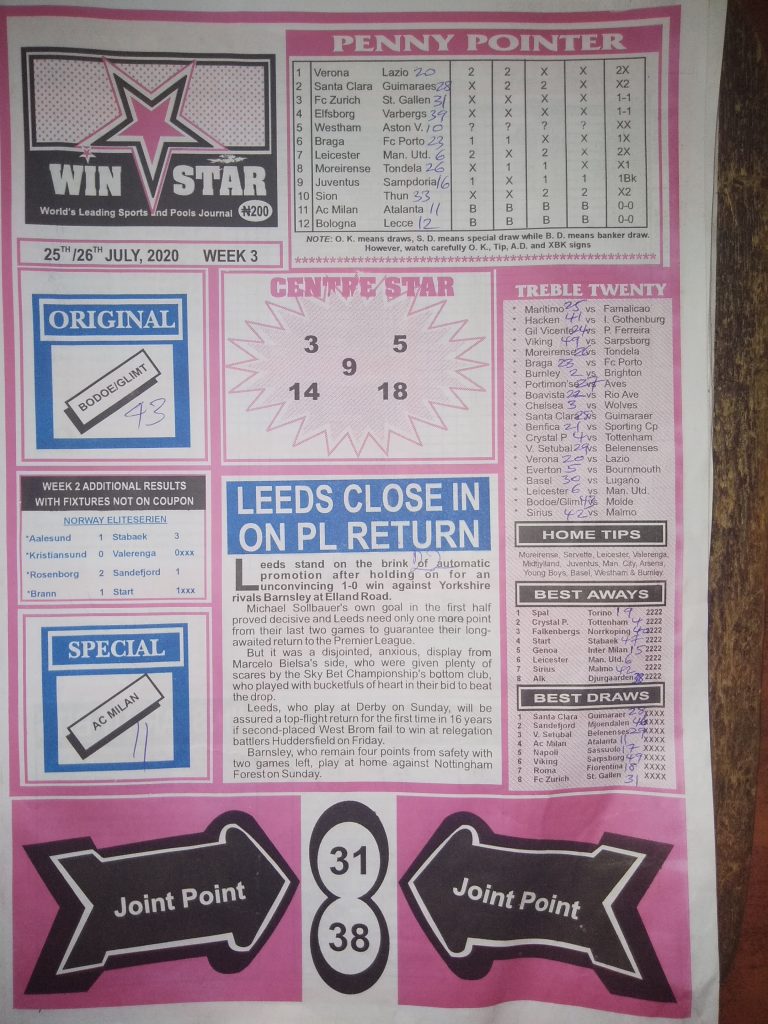 WIN STAR
World's Leading Sports and Pools Journal ₦200
25TH/26TH JULY, 2020 WEEK 3
PENNY POINTER
1 Verona Lazio 20 2 2 X X 2X
2 Santa Clara Guimaraes 28 X 2 2 X X2
3 Fc Zurich St. Gallen 31 X X X X 1-1
4 Elfsborg Varbergs 39 X X X X 1-1
5 Westham Aston V. 10 ? ? ? ? XX
6 Braga Fc Porto 23 1 1 X X 1X
7 Leicester Man. Utd. 6 2 X 2 X 2X
8 Moreirense Tondela 26 X 1 1 X X1
9 Juventus Sampdoria 16 1 X 1 1 1Bk
10 Sion Thun 33 X X 2 2 X2
11 Ac Milan Atalanta 11 B B B B 0-0
12 Bologna Lecce 12 B B B B 0-0
NOTE: O. K. means draws, S. D. means special draw while B. D. means banker draw.
However, watch carefully O. K., Tip, A.D. and XBK signs
ORIGINAL
BODOE/GLIMT
43
CENTRE STAR
3 5
9
14 18
TREBLE TWENTY
* Maritimo 25 vs Famalicao
* Hacken 41 vs I. Gothenburg
* Gil Vicente 24 vs P. Ferreira
* Viking 49 vs Sarpsborg
* Moreirense 26 vs Tondela
* Braga 23 vs Fc Porto
* Burnley 2 vs Brighton
* Portimon'se 27 vs Aves
* Boavista 22 vs Rio Ave
* Chelsea 3 vs Wolves
* Santa Clara 28 vs Guimaraer
* Benfica 21 vs Sporting Cp
* Crystal P. 4 vs Tottenham
* V. Setubal 29 vs Belenenses
* Verona 20 vs Lazio
* Everton 5 vs Bournmouth
* Basel 30 vs Lugano
* Leicester 6 vs Man. Utd.
* Bodoe/Glimt 43 vs Molde
* Sirius 42 vs Malmo
WEEK 2 ADDITIONAL RESULTS
WITH FIXTURES NOT ON COUPON
NORWAY ELITESERIEN
*Aalesund 1 Stabaek 3
*Kristiansund 0 Valerenga 0xxx
*Rosenborg 2 Sandefjord 1
*Brann 1 Start 1xxx
LEEDS CLOSE IN
ON PL RETURN
Leeds stand on the brink of automatic
promotion after holding on for an
unconvincing 1-0 win against Yorkshire
rivals Barnsley at Elland Road.
Michael Sollbauer's own goal in the first half
proved decisive and Leeds need only one more point
from their last two games to guarantee their long-
awaited return to the Premier League.
But it was a disjointed, anxious, display from
Marcelo Bielsa's side, who were given plenty of
scares by the Sky Bet Championship's bottom club,
who played with bucketfuls of heart in their bid to beat
the drop.
Leeds, who play at Derby on Sunday, will be
assured a top-flight return for the first time in 16 years
if second-placed West Brom fail to win at relegation
battlers Huddersfield on Friday.
Barnsley, who remain four points from safety with
two games left, play at home against Nottingham
Forest on Sunday.
HOME TIPS
Moreirense, Servette, Leicester, Valerenga,
Midtjylland, Juventus, Man. City, Arsena,
Young Boys, Basel, Westham & Burnley
BEST AWAYS
1 Spal Torino 19 2222
2 Crystal P. Tottenham 4 2222
3 Falkenbergs Norrkoping 2222
4 Start Stabaek 47 2222
5 Genoa Inter Milan 15 2222
6 Leicester Man. Utd. 6 2222
7 Sirius Malmo 42 2222
8 Aik Djurgaarden 2222
BEST DRAWS
1 Santa Clara Quimaraer 28 XXXX
2 Sandefjord Mjoendalen 46 XXXX
3 V. Setubal Belenenses 29 XXXX
4 Ac Milan Atalanta 11 XXXX
5 Napoli Sassuolo 17 XXXX
6 Viking Sarpsborg 49 XXXX
7 Roma Fiorentina 18 XXXX
8 Fc Zurich St. Gallen 31 XXXX
SPECIAL
AC MILAN
11
Joint Point
31
38
Joint Point